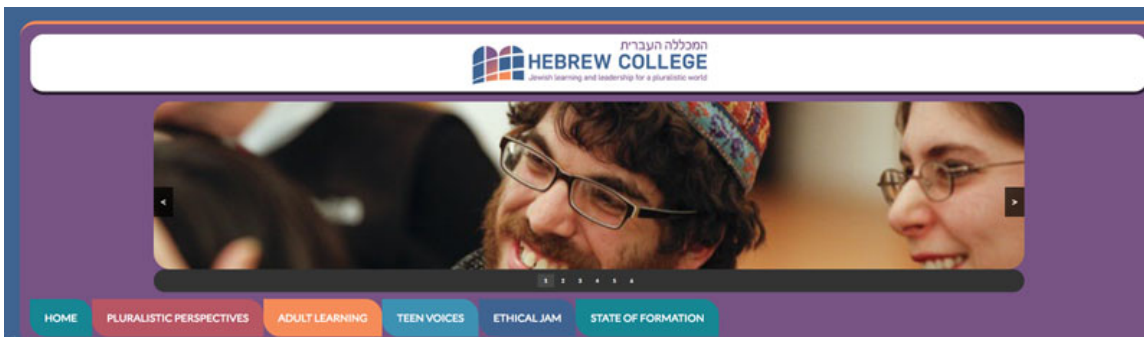 המכללה העברית
HEBREW COLLEGE
Jewish learning and leadership for a pluralistic world
< >
1 2 3 4 5 6
HOME PLURALISTIC PERSPECTIVES ADULT LEARNING TEEN VOICES ETHICAL JAM STATE OF FORMATION